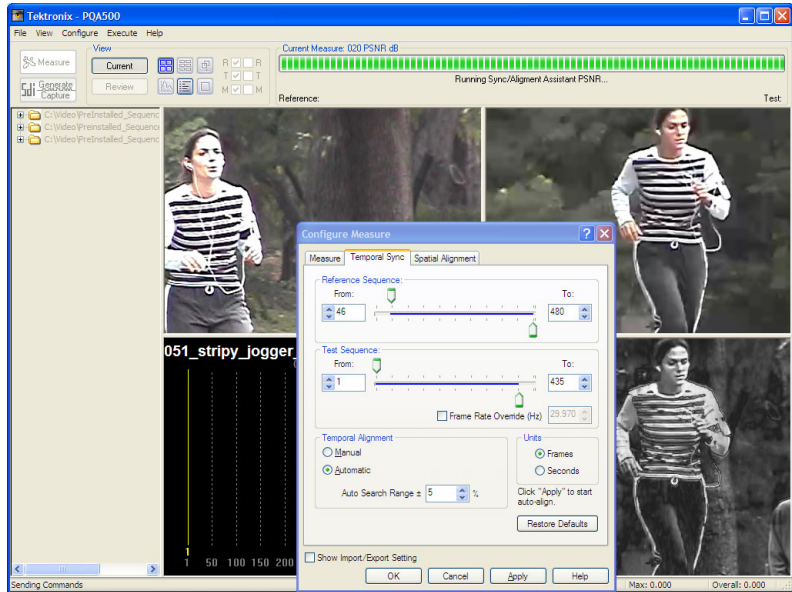 Tektronix - PQA500
File View Configure Execute Help
View
Current Measure: 020 PSNR dB
Measure
Current
R R
T T
M M
Generate
Capture
Review
Running Sync/Aligment Assistant PSNR...
Reference:
Test:
C:\Video\PreInstalled_Sequenc
C:\Video\Preinstalled_Sequenc
C:\Video\PreInstalled_Sequenc
Configure Measure
Measure Temporal Sync Spatial Alignment
Reference Sequence:
From: To:
46 480
Test Sequence:
From: To:
1 435
Frame Rate Override (Hz) 29.970
Temporal Alignment
Manual
Automatic
Auto Search Range ± 5 %
Units
Frames
Seconds
Click "Apply" to start
auto-align.
Restore Defaults
Show Import/Export Setting
OK Cancel Apply Help
051_stripy_jogger_
1
1 50 100 150 200
Sending Commands
Max: 0.000 Overall: 0.000